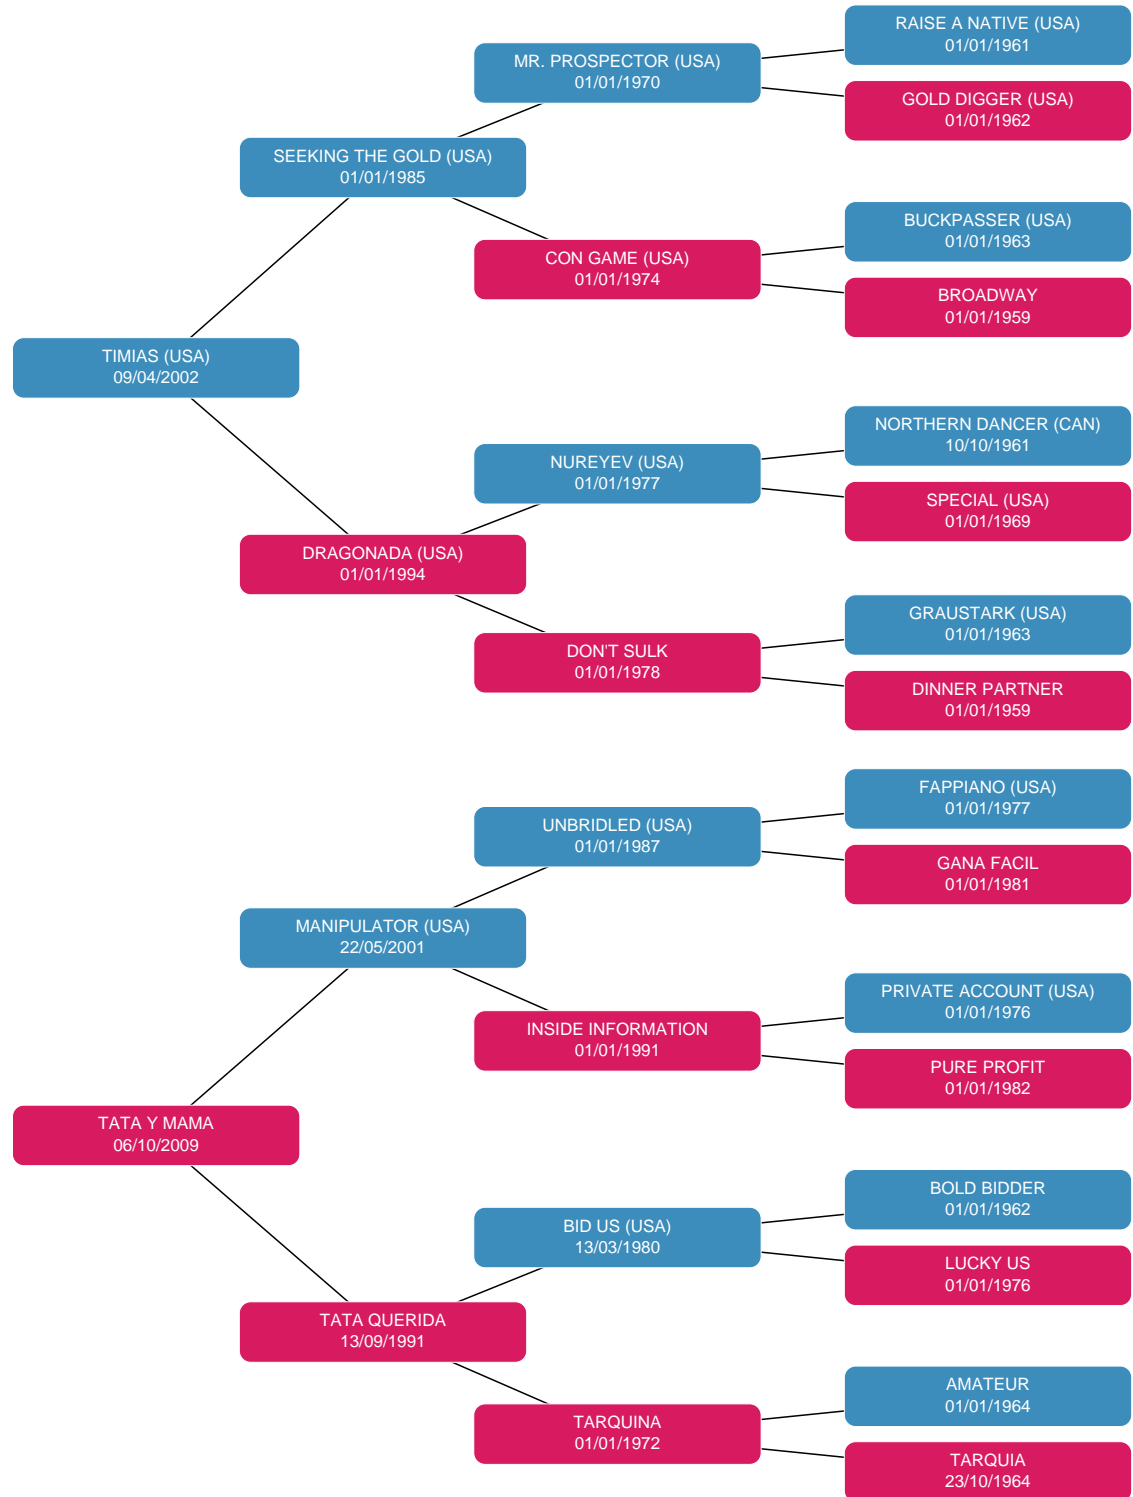 RAISE A NATIVE (USA)
01/01/1961
MR. PROSPECTOR (USA)
01/01/1970
GOLD DIGGER (USA)
01/01/1962
SEEKING THE GOLD (USA)
01/01/1985
BUCKPASSER (USA)
01/01/1963
CON GAME (USA)
01/01/1974
BROADWAY
01/01/1959
TIMIAS (USA)
09/04/2002
NORTHERN DANCER (CAN)
10/10/1961
NUREYEV (USA)
01/01/1977
SPECIAL (USA)
01/01/1969
DRAGONADA (USA)
01/01/1994
GRAUSTARK (USA)
01/01/1963
DON'T SULK
01/01/1978
DINNER PARTNER
01/01/1959
FAPPIANO (USA)
01/01/1977
UNBRIDLED (USA)
01/01/1987
GANA FACIL
01/01/1981
MANIPULATOR (USA)
22/05/2001
PRIVATE ACCOUNT (USA)
01/01/1976
INSIDE INFORMATION
01/01/1991
PURE PROFIT
01/01/1982
TATA Y MAMA
06/10/2009
BOLD BIDDER
01/01/1962
BID US (USA)
13/03/1980
LUCKY US
01/01/1976
TATA QUERIDA
13/09/1991
AMATEUR
01/01/1964
TARQUINA
01/01/1972
TARQUIA
23/10/1964